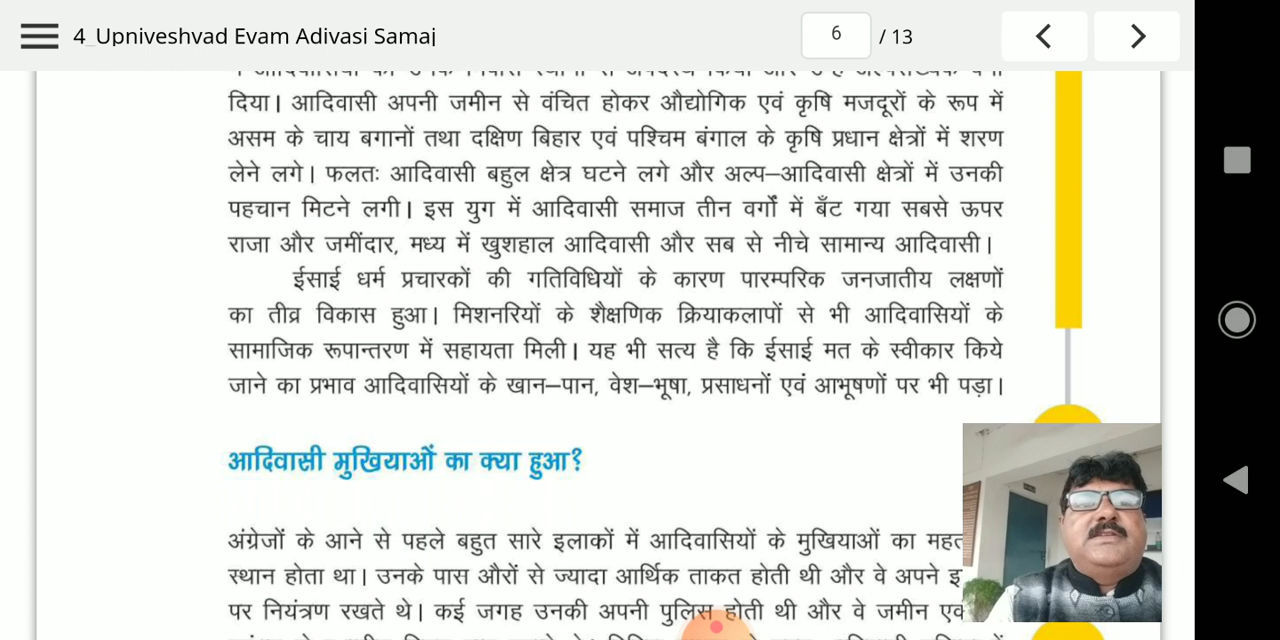 4_Upniveshvad Evam Adivasi Samaj
6 / 13
दिया। आदिवासी अपनी जमीन से वंचित होकर औद्योगिक एवं कृषि मजदूरों के रूप में
असम के चाय बगानों तथा दक्षिण बिहार एवं पश्चिम बंगाल के कृषि प्रधान क्षेत्रों में शरण
लेने लगे। फलतः आदिवासी बहुल क्षेत्र घटने लगे और अल्प–आदिवासी क्षेत्रों में उनकी
पहचान मिटने लगी। इस युग में आदिवासी समाज तीन वर्गों में बँट गया सबसे ऊपर
राजा और जमींदार, मध्य में खुशहाल आदिवासी और सब से नीचे सामान्य आदिवासी।
ईसाई धर्म प्रचारकों की गतिविधियों के कारण पारम्परिक जनजातीय लक्षणों
का तीव्र विकास हुआ। मिशनरियों के शैक्षणिक क्रियाकलापों से भी आदिवासियों के
सामाजिक रूपान्तरण में सहायता मिली। यह भी सत्य है कि ईसाई मत के स्वीकार किये
जाने का प्रभाव आदिवासियों के खान–पान, वेश–भूषा, प्रसाधनों एवं आभूषणों पर भी पड़ा।
आदिवासी मुखियाओं का क्या हुआ?
अंग्रेजों के आने से पहले बहुत सारे इलाकों में आदिवासियों के मुखियाओं का
स्थान होता था। उनके पास औरों से ज्यादा आर्थिक ताकत होती थी और वे अपने
पर नियंत्रण रखते थे। कई जगह उनकी अपनी पुलिस होती थी और वे जमीन